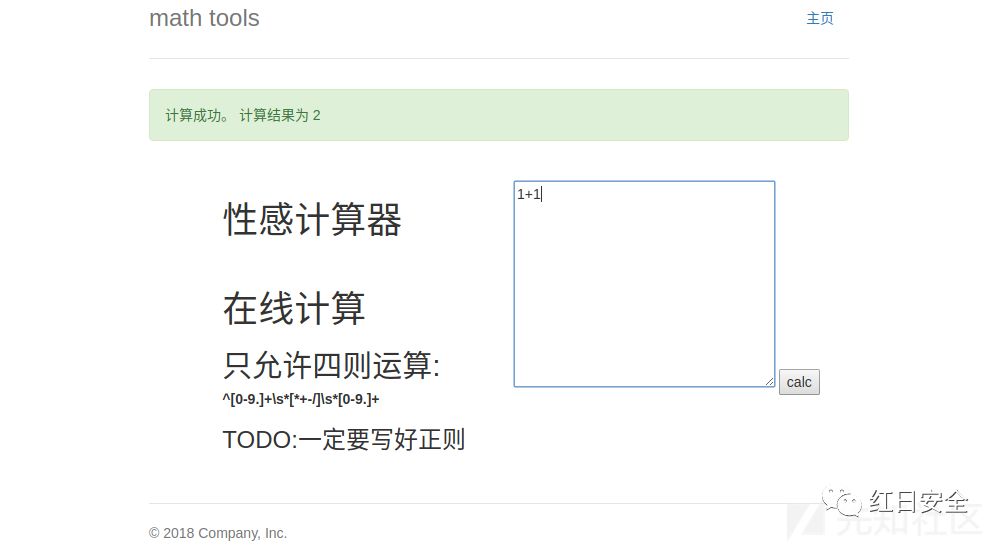 math tools
主页
计算成功。 计算结果为 2
性感计算器
1+1
在线计算
只允许四则运算:
^[0-9.]+\s*[*+-/]\s*[0-9.]+
calc
TODO:一定要写好正则
红日安全
先知社区
© 2018 Company, Inc.